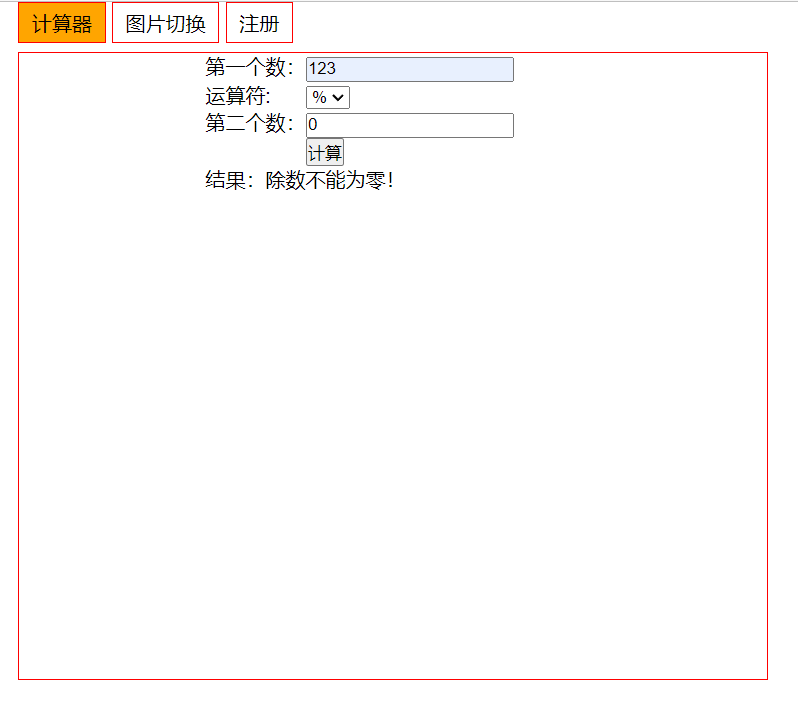 计算器 图片切换 注册
第一个数： 123
运算符: %
第二个数： 0
计算
结果：除数不能为零！